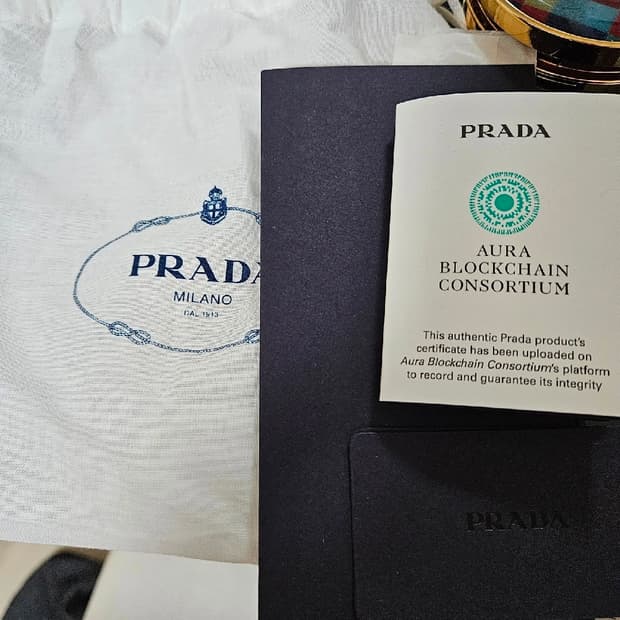 PRADA
MILANO
DAL 1913
PRADA
AURA
BLOCKCHAIN
CONSORTIUM
This authentic Prada product's
certificate has been uploaded on
Aura Blockchain Consortium's platform
to record and guarantee its integrity
PRADA